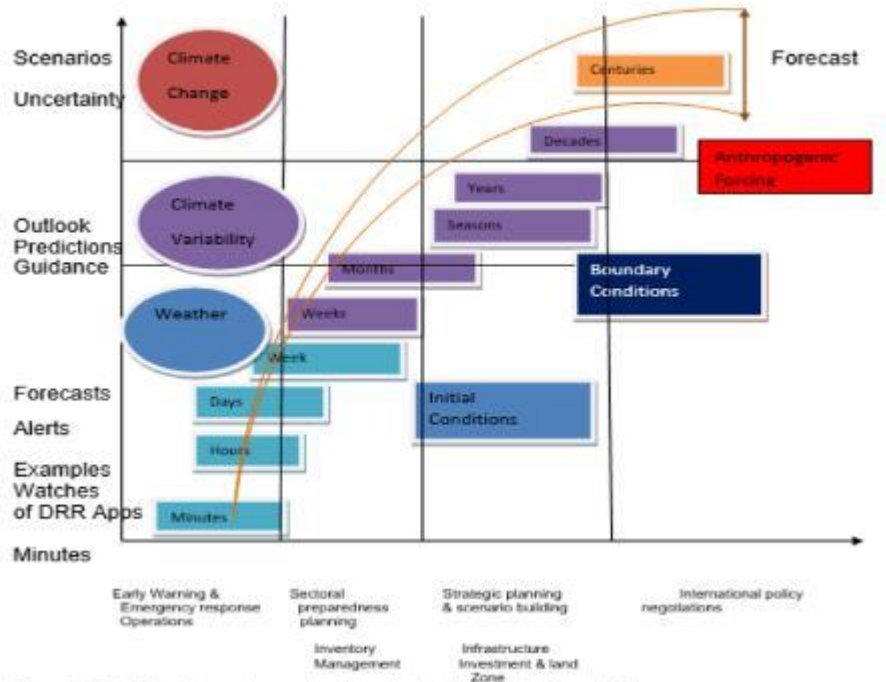 Scenarios
Uncertainty
Climate
Change
Centuries
Forecast
Decades
Anthropogenic
Forcing
Climate
Variability
Years
Seasons
Outlook
Predictions
Guidance
Months
Boundary
Conditions
Weather
Weeks
Week
Forecasts
Days
Initial
Conditions
Alerts
Hours
Examples
Watches
of DRR Apps
Minutes
Minutes
Early Warning &
Emergency response
Operations
Sectoral
preparedness
planning
Inventory
Management
Strategic planning
& scenario building
Infrastructure
Investment & land
Zone
International policy
negotiations